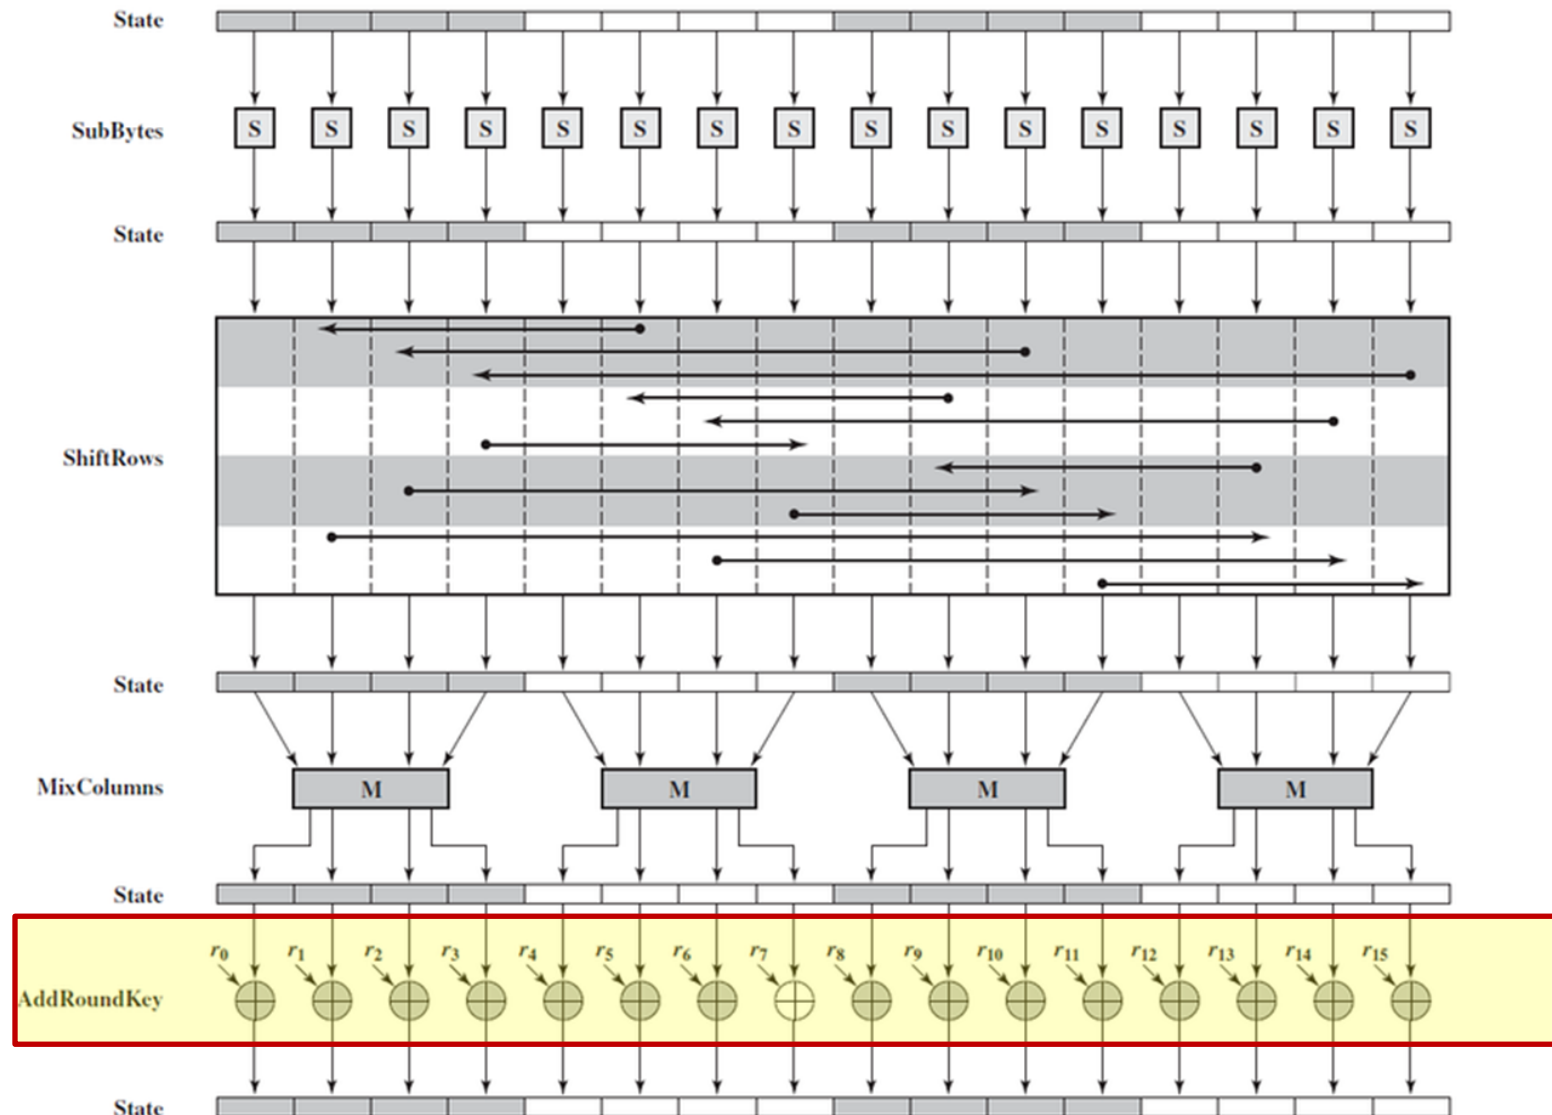 State
SubBytes S S S S S S S S S S S S S S S S
State
ShiftRows
State
MixColumns M M M M
State
r0 r1 r2 r3 r4 r5 r6 r7 r8 r9 r10 r11 r12 r13 r14 r15
AddRoundKey
State